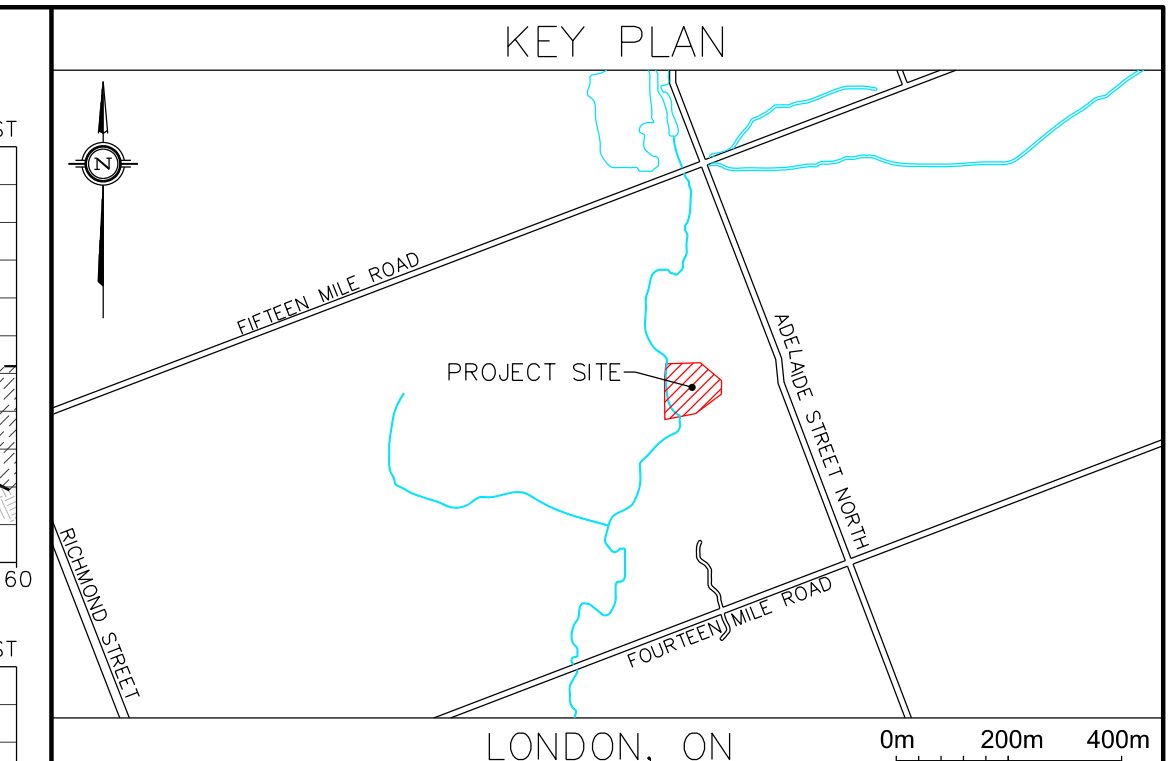 KEY PLAN
ST
N
FIFTEEN MILE ROAD
ADELAIDE STREET NORTH
PROJECT SITE
RICHMOND STREET
60
FOURTEEN MILE ROAD
ST
LONDON, ON
0m 200m 400m